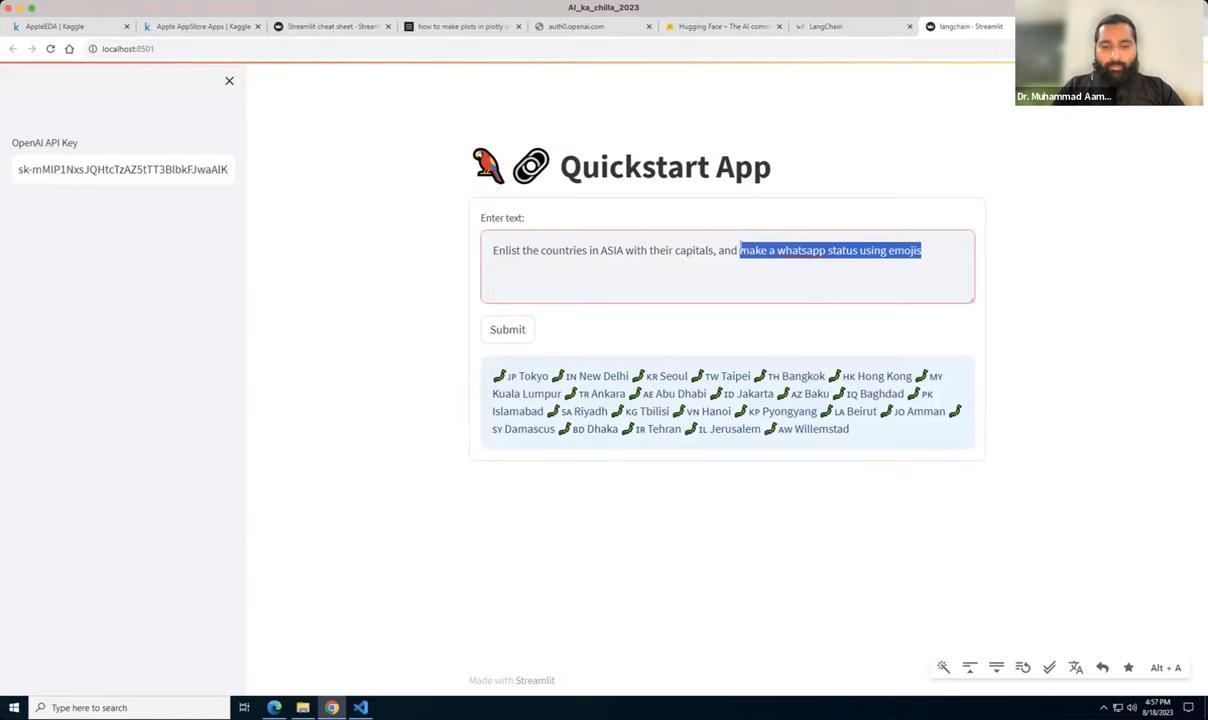 AI_ka_chilla_2023
AppleEDA | Kaggle
Apple AppStore Apps | Kaggle
Streamlit cheat sheet - Stream
how to make plots in plotly
auth0.openai.com
Hugging Face – The AI comm
LangChain
langchain · Streamlit
localhost:8501
Dr. Muhammad Aam...
OpenAI API Key
🦜🔗 Quickstart App
Enter text:
Enlist the countries in ASIA with their capitals, and make a whatsapp status using emojis
Submit
JP Tokyo IN New Delhi KR Seoul TW Taipei TH Bangkok HK Hong Kong MY
Kuala Lumpur TR Ankara AE Abu Dhabi ID Jakarta AZ Baku IQ Baghdad PK
Islamabad SA Riyadh KG Tbilisi VN Hanoi KP Pyongyang LA Beirut JO Amman
SY Damascus BD Dhaka IR Tehran IL Jerusalem AW Willemstad
Made with Streamlit
Alt + A
Type here to search
4:57 PM
8/18/2023